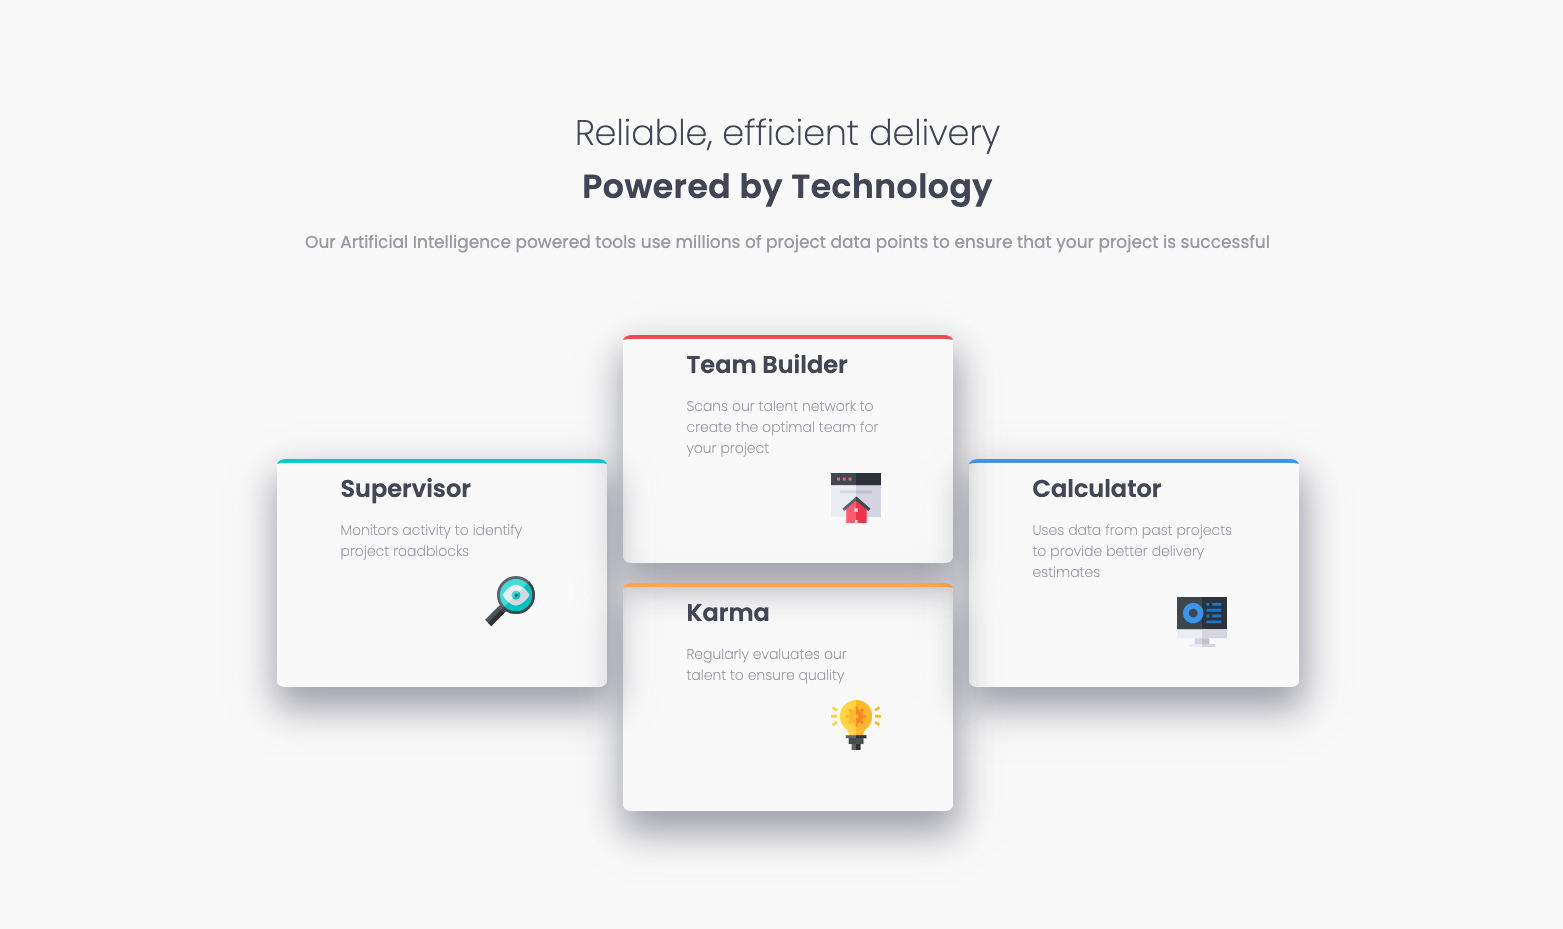 Reliable, efficient delivery
Powered by Technology
Our Artificial Intelligence powered tools use millions of project data points to ensure that your project is successful
Team Builder
Scans our talent network to
create the optimal team for
your project
Supervisor
Monitors activity to identify
project roadblocks
Calculator
Uses data from past projects
to provide better delivery
estimates
Karma
Regularly evaluates our
talent to ensure quality